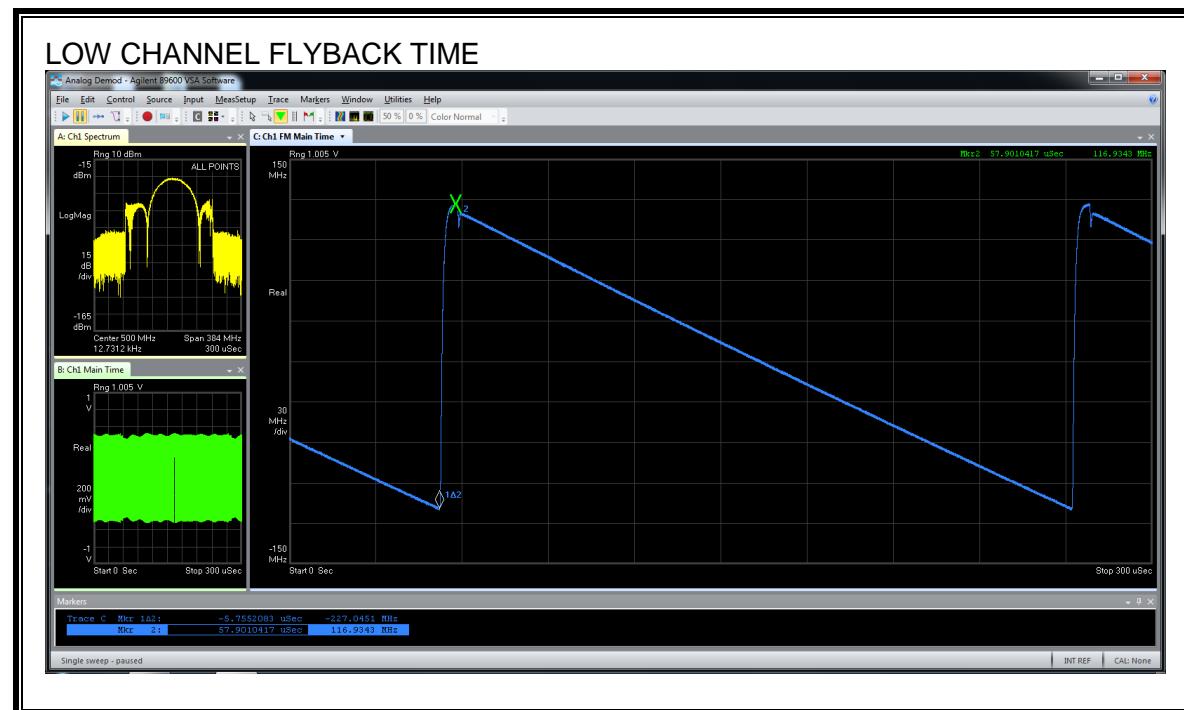 LOW CHANNEL FLYBACK TIME
Analog Demod - Agilent 89600 VSA Software
File Edit Control Source Input MeasSetup Trace Markers Window Utilities Help
50 % 0 % Color Normal
A: Ch1 Spectrum
Rng 10 dBm
-15
dBm
ALL POINTS
LogMag
15
dB
/div
-165
dBm
Center 500 MHz Span 384 MHz
12.7312 kHz 300 uSec
B: Ch1 Main Time
Rng 1.005 V
1
V
Real
200
mV
/div
-1
V
Start 0 Sec Stop 300 uSec
C: Ch1 FM Main Time
Rng 1.005 V Mkr2 57.9010417 uSec 116.9343 MHz
150
MHz
2
Real
30
MHz
/div
1Δ2
-150
MHz
Start 0 Sec Stop 300 uSec
Markers
Trace C Mkr 1Δ2: -5.7552083 uSec -227.0451 MHz
Mkr 2: 57.9010417 uSec 116.9343 MHz
Single sweep - paused INT REF CAL: None